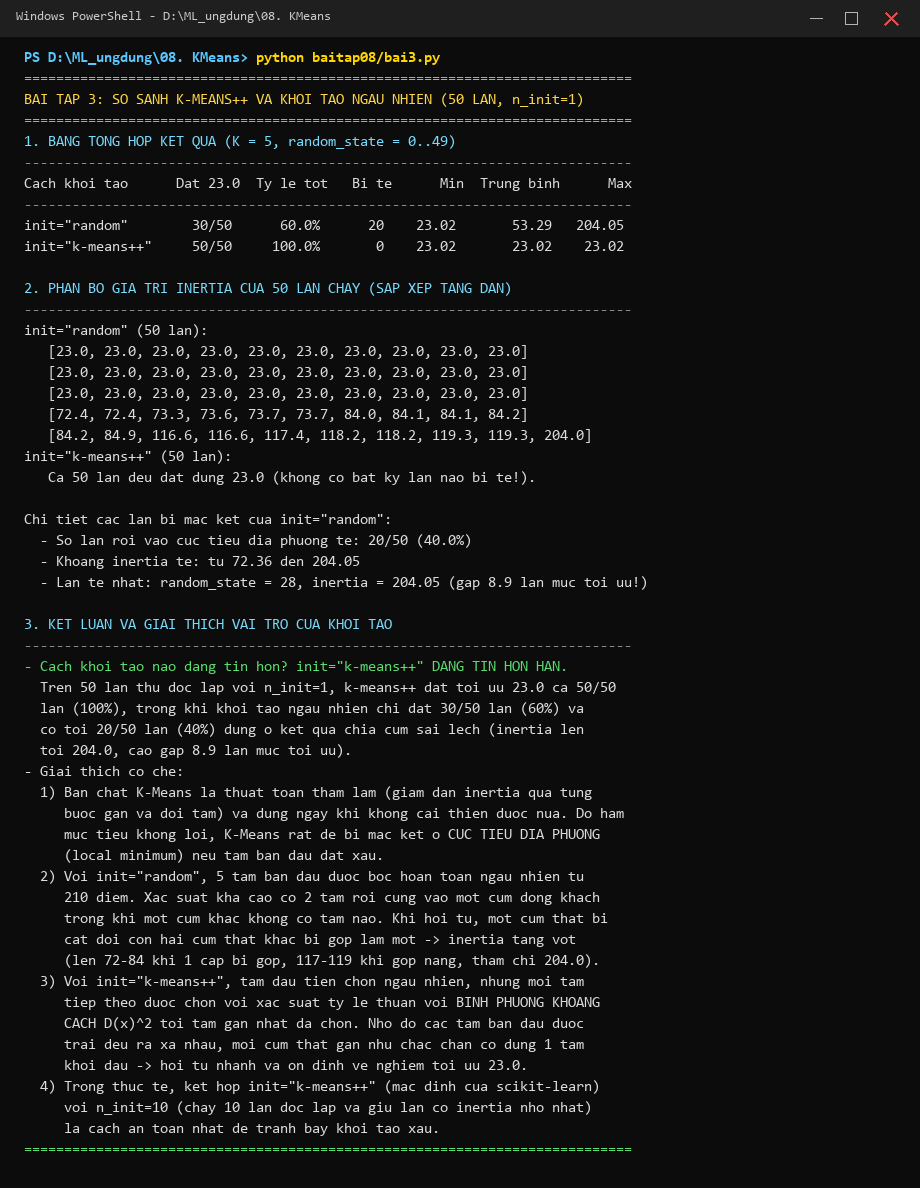 Windows PowerShell - D:\ML_ungdung\08. KMeans
PS D:\ML_ungdung\08. KMeans> python baitap08/bai3.py
============================================================================
BAI TAP 3: SO SANH K-MEANS++ VA KHOI TAO NGAU NHIEN (50 LAN, n_init=1)
============================================================================
1. BANG TONG HOP KET QUA (K = 5, random_state = 0..49)
----------------------------------------------------------------------------
Cach khoi tao      Dat 23.0  Ty le tot   Bi te      Min  Trung binh      Max
----------------------------------------------------------------------------
init="random"        30/50      60.0%      20    23.02       53.29   204.05
init="k-means++"     50/50     100.0%       0    23.02       23.02    23.02
2. PHAN BO GIA TRI INERTIA CUA 50 LAN CHAY (SAP XEP TANG DAN)
----------------------------------------------------------------------------
init="random" (50 lan):
[23.0, 23.0, 23.0, 23.0, 23.0, 23.0, 23.0, 23.0, 23.0, 23.0]
[23.0, 23.0, 23.0, 23.0, 23.0, 23.0, 23.0, 23.0, 23.0, 23.0]
[23.0, 23.0, 23.0, 23.0, 23.0, 23.0, 23.0, 23.0, 23.0, 23.0]
[72.4, 72.4, 73.3, 73.6, 73.7, 73.7, 84.0, 84.1, 84.1, 84.2]
[84.2, 84.9, 116.6, 116.6, 117.4, 118.2, 118.2, 119.3, 119.3, 204.0]
init="k-means++" (50 lan):
Ca 50 lan deu dat dung 23.0 (khong co bat ky lan nao bi te!).
Chi tiet cac lan bi mac ket cua init="random":
- So lan roi vao cuc tieu dia phuong te: 20/50 (40.0%)
- Khoang inertia te: tu 72.36 den 204.05
- Lan te nhat: random_state = 28, inertia = 204.05 (gap 8.9 lan muc toi uu!)
3. KET LUAN VA GIAI THICH VAI TRO CUA KHOI TAO
----------------------------------------------------------------------------
- Cach khoi tao nao dang tin hon? init="k-means++" DANG TIN HON HAN.
Tren 50 lan thu doc lap voi n_init=1, k-means++ dat toi uu 23.0 ca 50/50
lan (100%), trong khi khoi tao ngau nhien chi dat 30/50 lan (60%) va
co toi 20/50 lan (40%) dung o ket qua chia cum sai lech (inertia len
toi 204.0, cao gap 8.9 lan muc toi uu).
- Giai thich co che:
1) Ban chat K-Means la thuat toan tham lam (giam dan inertia qua tung
buoc gan va doi tam) va dung ngay khi khong cai thien duoc nua. Do ham
muc tieu khong loi, K-Means rat de bi mac ket o CUC TIEU DIA PHUONG
(local minimum) neu tam ban dau dat xau.
2) Voi init="random", 5 tam ban dau duoc boc hoan toan ngau nhien tu
210 diem. Xac suat kha cao co 2 tam roi cung vao mot cum dong khach
trong khi mot cum khac khong co tam nao. Khi hoi tu, mot cum that bi
cat doi con hai cum that khac bi gop lam mot -> inertia tang vot
(len 72-84 khi 1 cap bi gop, 117-119 khi gop nang, tham chi 204.0).
3) Voi init="k-means++", tam dau tien chon ngau nhien, nhung moi tam
tiep theo duoc chon voi xac suat ty le thuan voi BINH PHUONG KHOANG
CACH D(x)^2 toi tam gan nhat da chon. Nho do cac tam ban dau duoc
trai deu ra xa nhau, moi cum that gan nhu chac chan co dung 1 tam
khoi dau -> hoi tu nhanh va on dinh ve nghiem toi uu 23.0.
4) Trong thuc te, ket hop init="k-means++" (mac dinh cua scikit-learn)
voi n_init=10 (chay 10 lan doc lap va giu lan co inertia nho nhat)
la cach an toan nhat de tranh bay khoi tao xau.
============================================================================